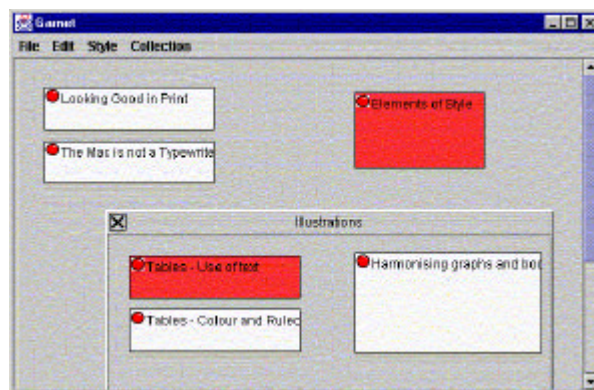 Garnet
File Edit Style Collection
Looking Good in Print
Elements of Style
The Mac is not a Typewrite
Illustrations
Tables - Use of text
Harmonising graphs and boo
Tables - Colour and Rulec